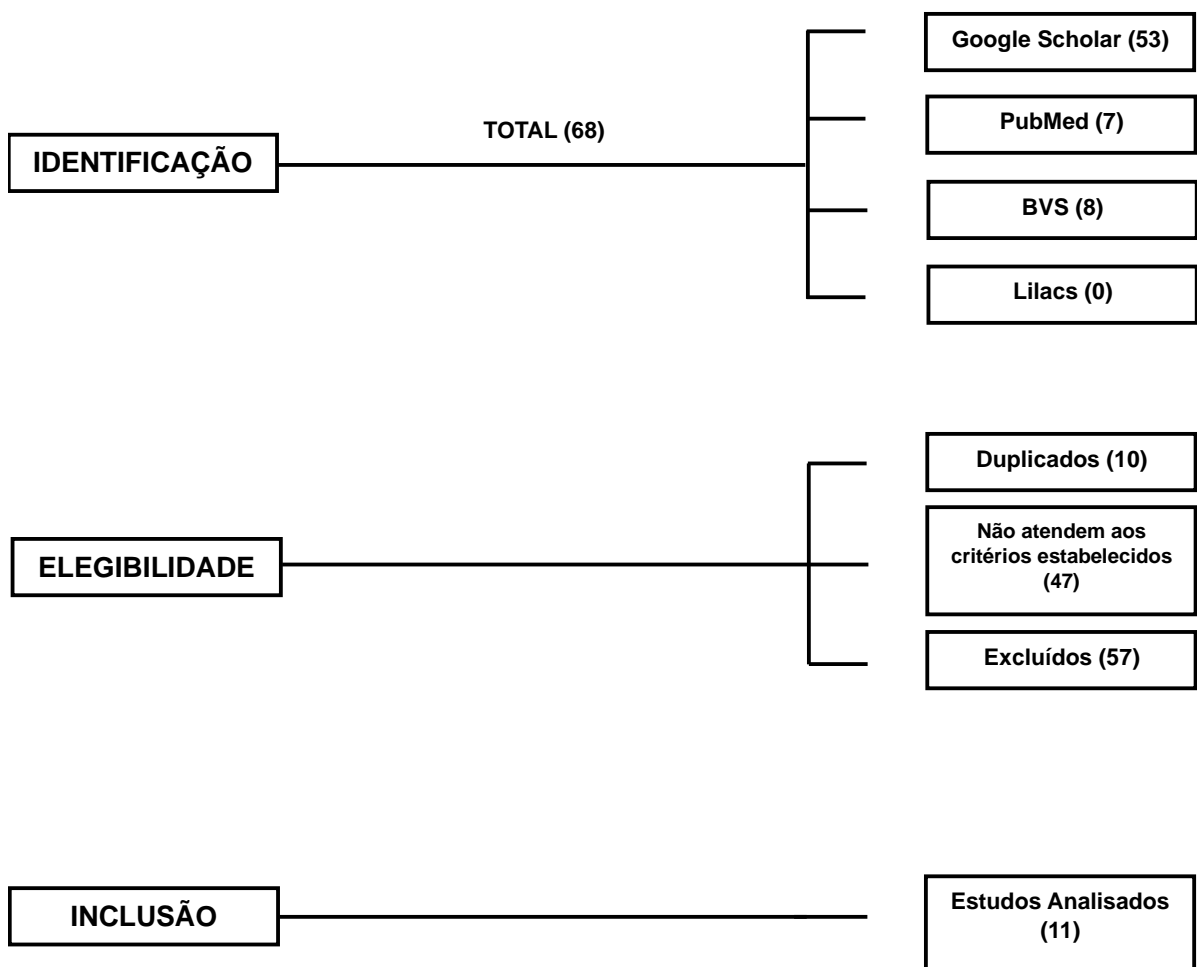 Google Scholar (53)
TOTAL (68)
PubMed (7)
IDENTIFICAÇÃO
BVS (8)
Lilacs (0)
Duplicados (10)
ELEGIBILIDADE
Não atendem aos
critérios estabelecidos
(47)
Excluídos (57)
INCLUSÃO
Estudos Analisados
(11)